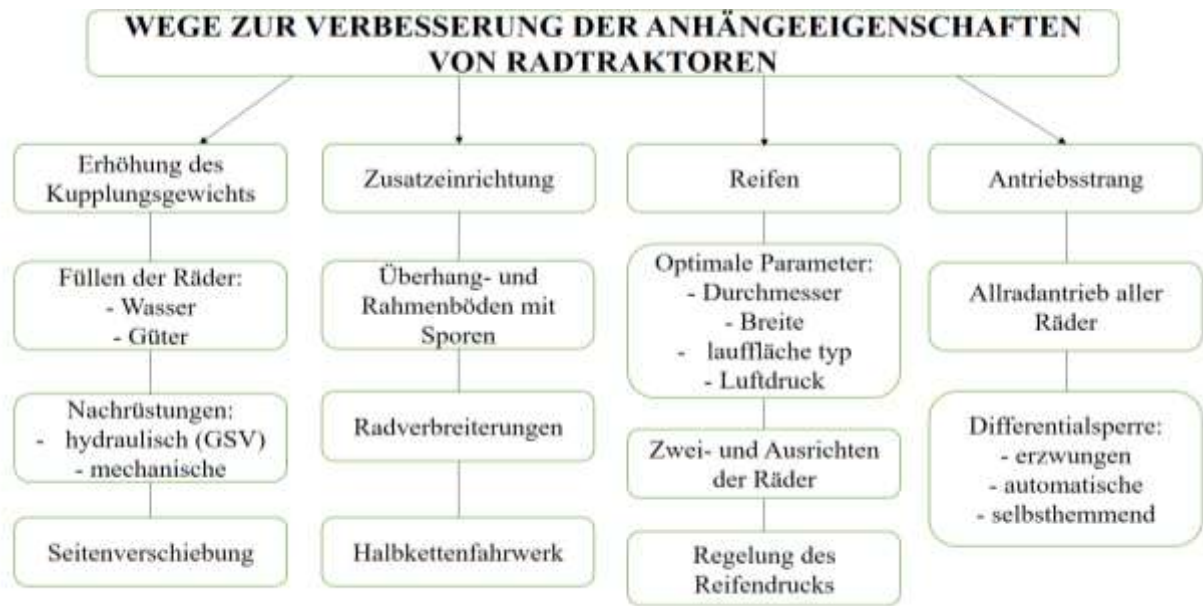 WEGE ZUR VERBESSERUNG DER ANHÄNGEEIGENSCHAFTEN
VON RADTRAKTOREN
Erhöhung des
Kupplungsgewichts
Füllen der Räder:
- Wasser
- Güter
Nachrüstungen:
- hydraulisch (GSV)
- mechanische
Seitenverschiebung
Zusatzeinrichtung
Überhang- und
Rahmenböden mit
Sporen
Radverbreiterungen
Halbkettenfahrwerk
Reifen
Optimale Parameter:
- Durchmesser
- Breite
- lauffläche typ
- Luftdruck
Zwei- und Ausrichten
der Räder
Regelung des
Reifendrucks
Antriebsstrang
Allradantrieb aller
Räder
Differentialsperre:
- erzwungen
- automatische
- selbsthemmend